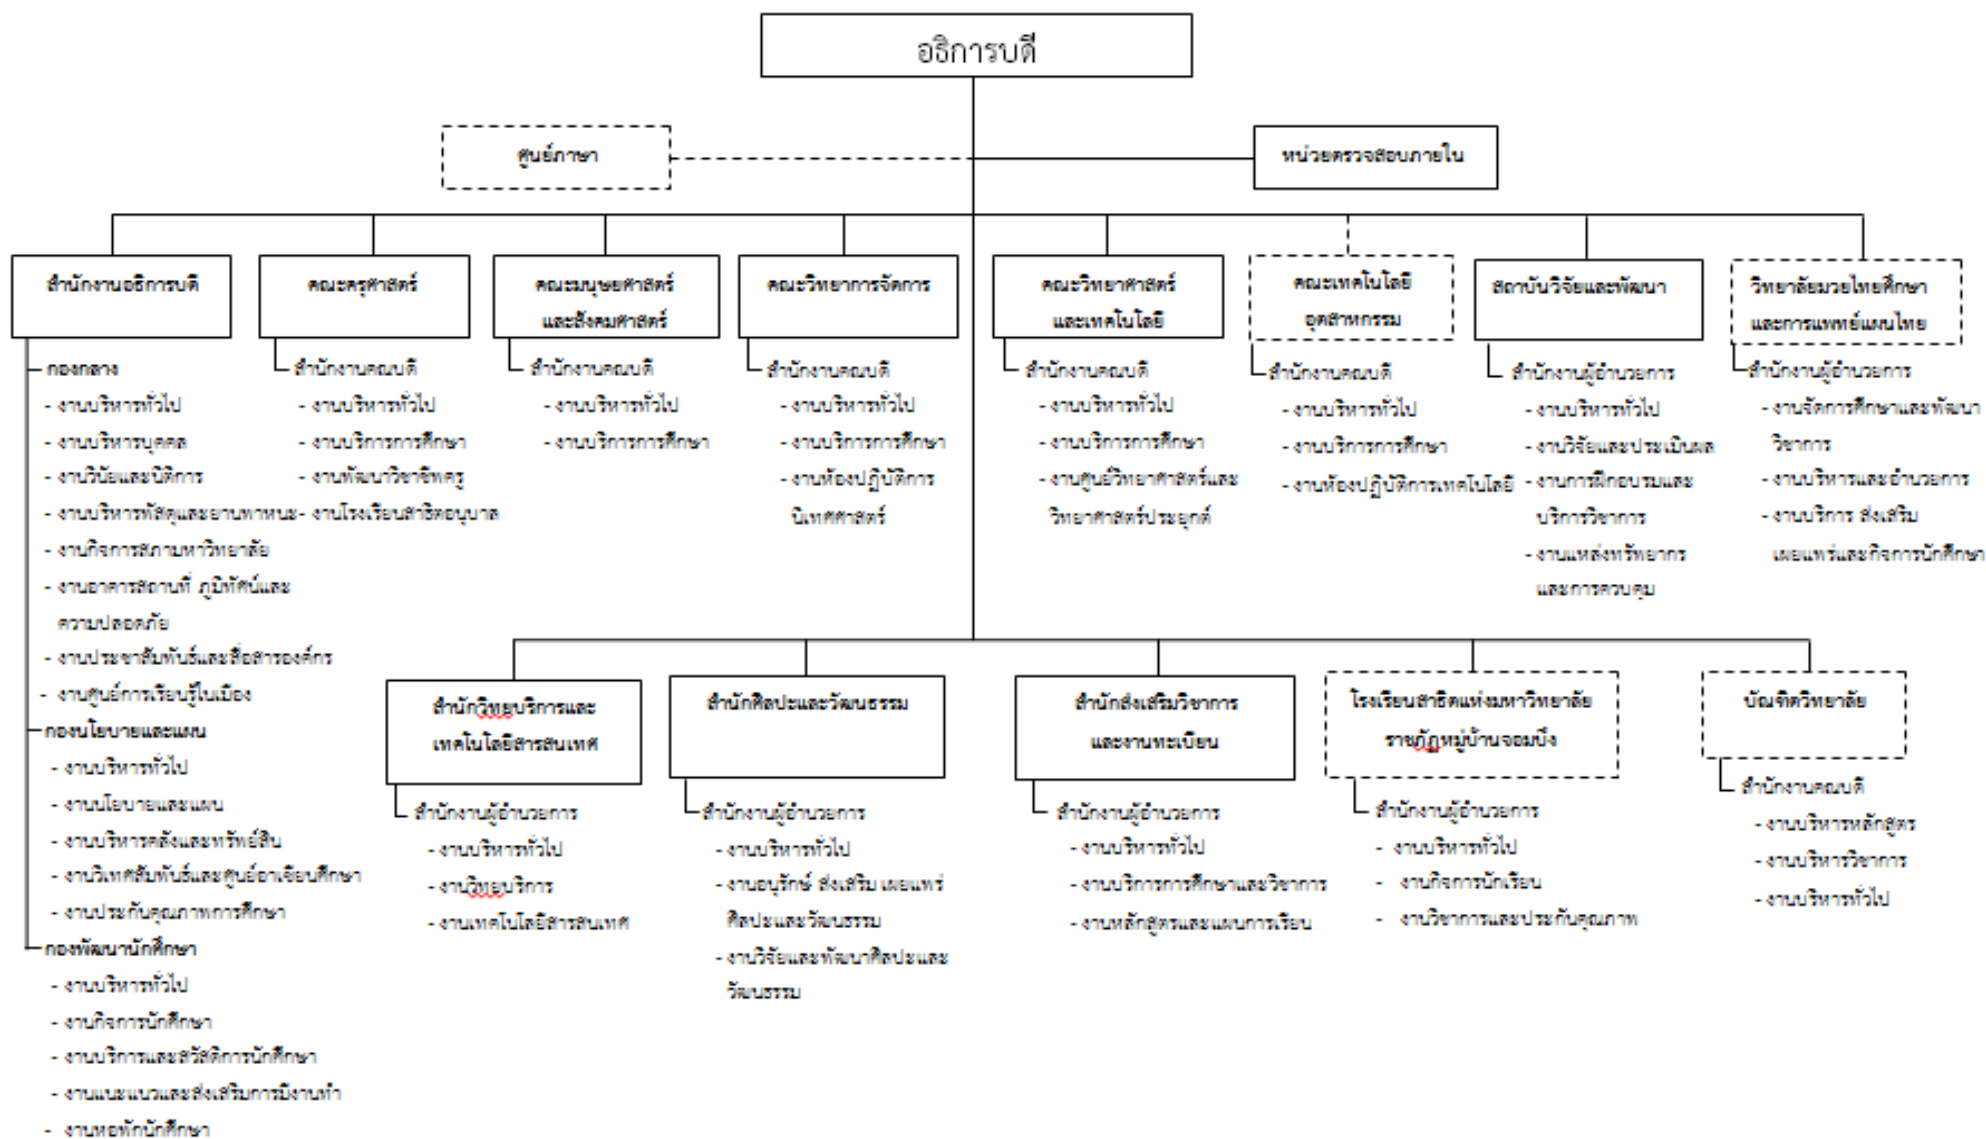 อธิการบดี
ศูนย์ภาษา
หน่วยตรวจสอบภายใน
สำนักงานอธิการบดี
กองกลาง
- งานบริหารทั่วไป
- งานบริหารบุคคล
- งานวินัยและนิติการ
- งานบริหารพัสดุและยานพาหนะ
- งานกิจการสภามหาวิทยาลัย
- งานอาคารสถานที่ ภูมิทัศน์และ
ความปลอดภัย
- งานประชาสัมพันธ์และสื่อสารองค์กร
- งานศูนย์การเรียนรู้ในเมือง
กองนโยบายและแผน
- งานบริหารทั่วไป
- งานนโยบายและแผน
- งานบริหารคลังและทรัพย์สิน
- งานวิเทศสัมพันธ์และศูนย์อาเซียนศึกษา
- งานประกันคุณภาพการศึกษา
กองพัฒนานักศึกษา
- งานบริหารทั่วไป
- งานกิจการนักศึกษา
- งานบริการและสวัสดิการนักศึกษา
- งานแนะแนวและส่งเสริมการมีงานทำ
- งานหอพักนักศึกษา
คณะครุศาสตร์
สำนักงานคณบดี
- งานบริหารทั่วไป
- งานบริการการศึกษา
- งานพัฒนาวิชาชีพครู
- งานโรงเรียนสาธิตอนุบาล
คณะมนุษยศาสตร์
และสังคมศาสตร์
สำนักงานคณบดี
- งานบริหารทั่วไป
- งานบริการการศึกษา
คณะวิทยาการจัดการ
สำนักงานคณบดี
- งานบริหารทั่วไป
- งานบริการการศึกษา
- งานห้องปฏิบัติการ
นิเทศศาสตร์
คณะวิทยาศาสตร์
และเทคโนโลยี
สำนักงานคณบดี
- งานบริหารทั่วไป
- งานบริการการศึกษา
- งานศูนย์วิทยาศาสตร์และ
วิทยาศาสตร์ประยุกต์
คณะเทคโนโลยี
อุตสาหกรรม
สำนักงานคณบดี
- งานบริหารทั่วไป
- งานบริการการศึกษา
- งานห้องปฏิบัติการเทคโนโลยี
สถาบันวิจัยและพัฒนา
สำนักงานผู้อำนวยการ
- งานบริหารทั่วไป
- งานวิจัยและประเมินผล
- งานการฝึกอบรมและ
บริการวิชาการ
- งานแหล่งทรัพยากร
และการควบคุม
วิทยาลัยมวยไทยศึกษา
และการแพทย์แผนไทย
สำนักงานผู้อำนวยการ
- งานจัดการศึกษาและพัฒนา
วิชาการ
- งานบริหารและอำนวยการ
- งานบริการ ส่งเสริม
เผยแพร่และกิจการนักศึกษา
สำนักวิทยบริการและ
เทคโนโลยีสารสนเทศ
สำนักงานผู้อำนวยการ
- งานบริหารทั่วไป
- งานวิทยบริการ
- งานเทคโนโลยีสารสนเทศ
สำนักศิลปะและวัฒนธรรม
สำนักงานผู้อำนวยการ
- งานบริหารทั่วไป
- งานอนุรักษ์ ส่งเสริม เผยแพร่
ศิลปะและวัฒนธรรม
- งานวิจัยและพัฒนาศิลปะและ
วัฒนธรรม
สำนักส่งเสริมวิชาการ
และงานทะเบียน
สำนักงานผู้อำนวยการ
- งานบริหารทั่วไป
- งานบริการการศึกษาและวิชาการ
- งานหลักสูตรและแผนการเรียน
โรงเรียนสาธิตแห่งมหาวิทยาลัย
ราชภัฏหมู่บ้านจอมบึง
สำนักงานผู้อำนวยการ
- งานบริหารทั่วไป
- งานกิจการนักเรียน
- งานวิชาการและประกันคุณภาพ
บัณฑิตวิทยาลัย
สำนักงานคณบดี
- งานบริหารหลักสูตร
- งานบริหารวิชาการ
- งานบริหารทั่วไป